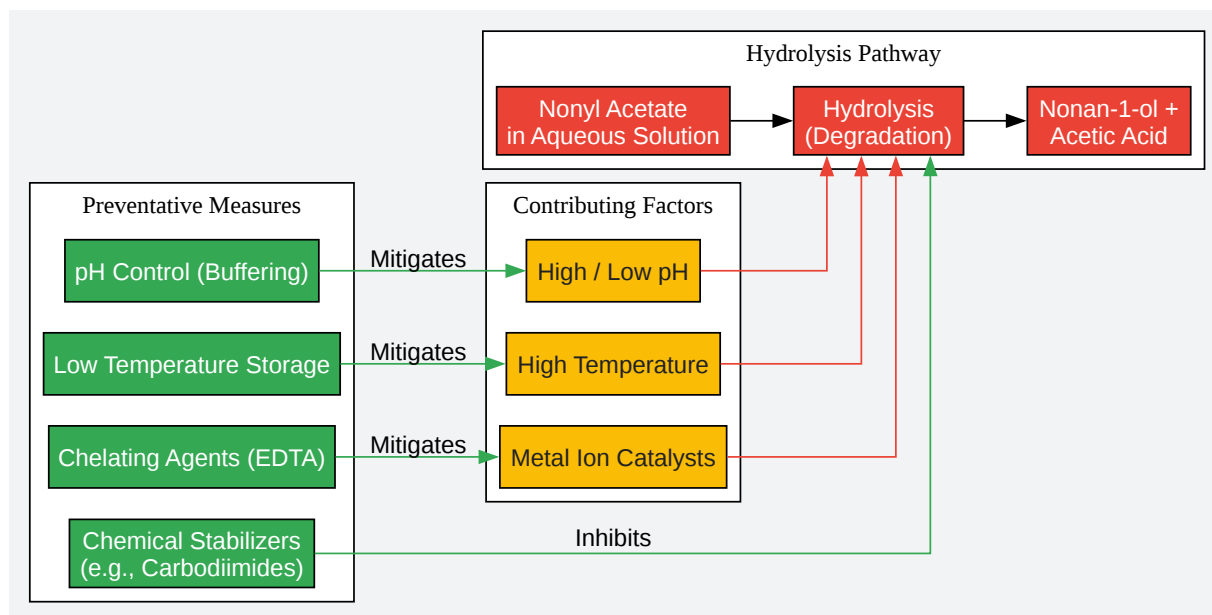 Hydrolysis Pathway
Nonyl Acetate
in Aqueous Solution
Hydrolysis
(Degradation)
Nonan-1-ol +
Acetic Acid
Preventative Measures
pH Control (Buffering)
Low Temperature Storage
Chelating Agents (EDTA)
Chemical Stabilizers
(e.g., Carbodiimides)
Mitigates
Mitigates
Mitigates
Inhibits
Contributing Factors
High / Low pH
High Temperature
Metal Ion Catalysts